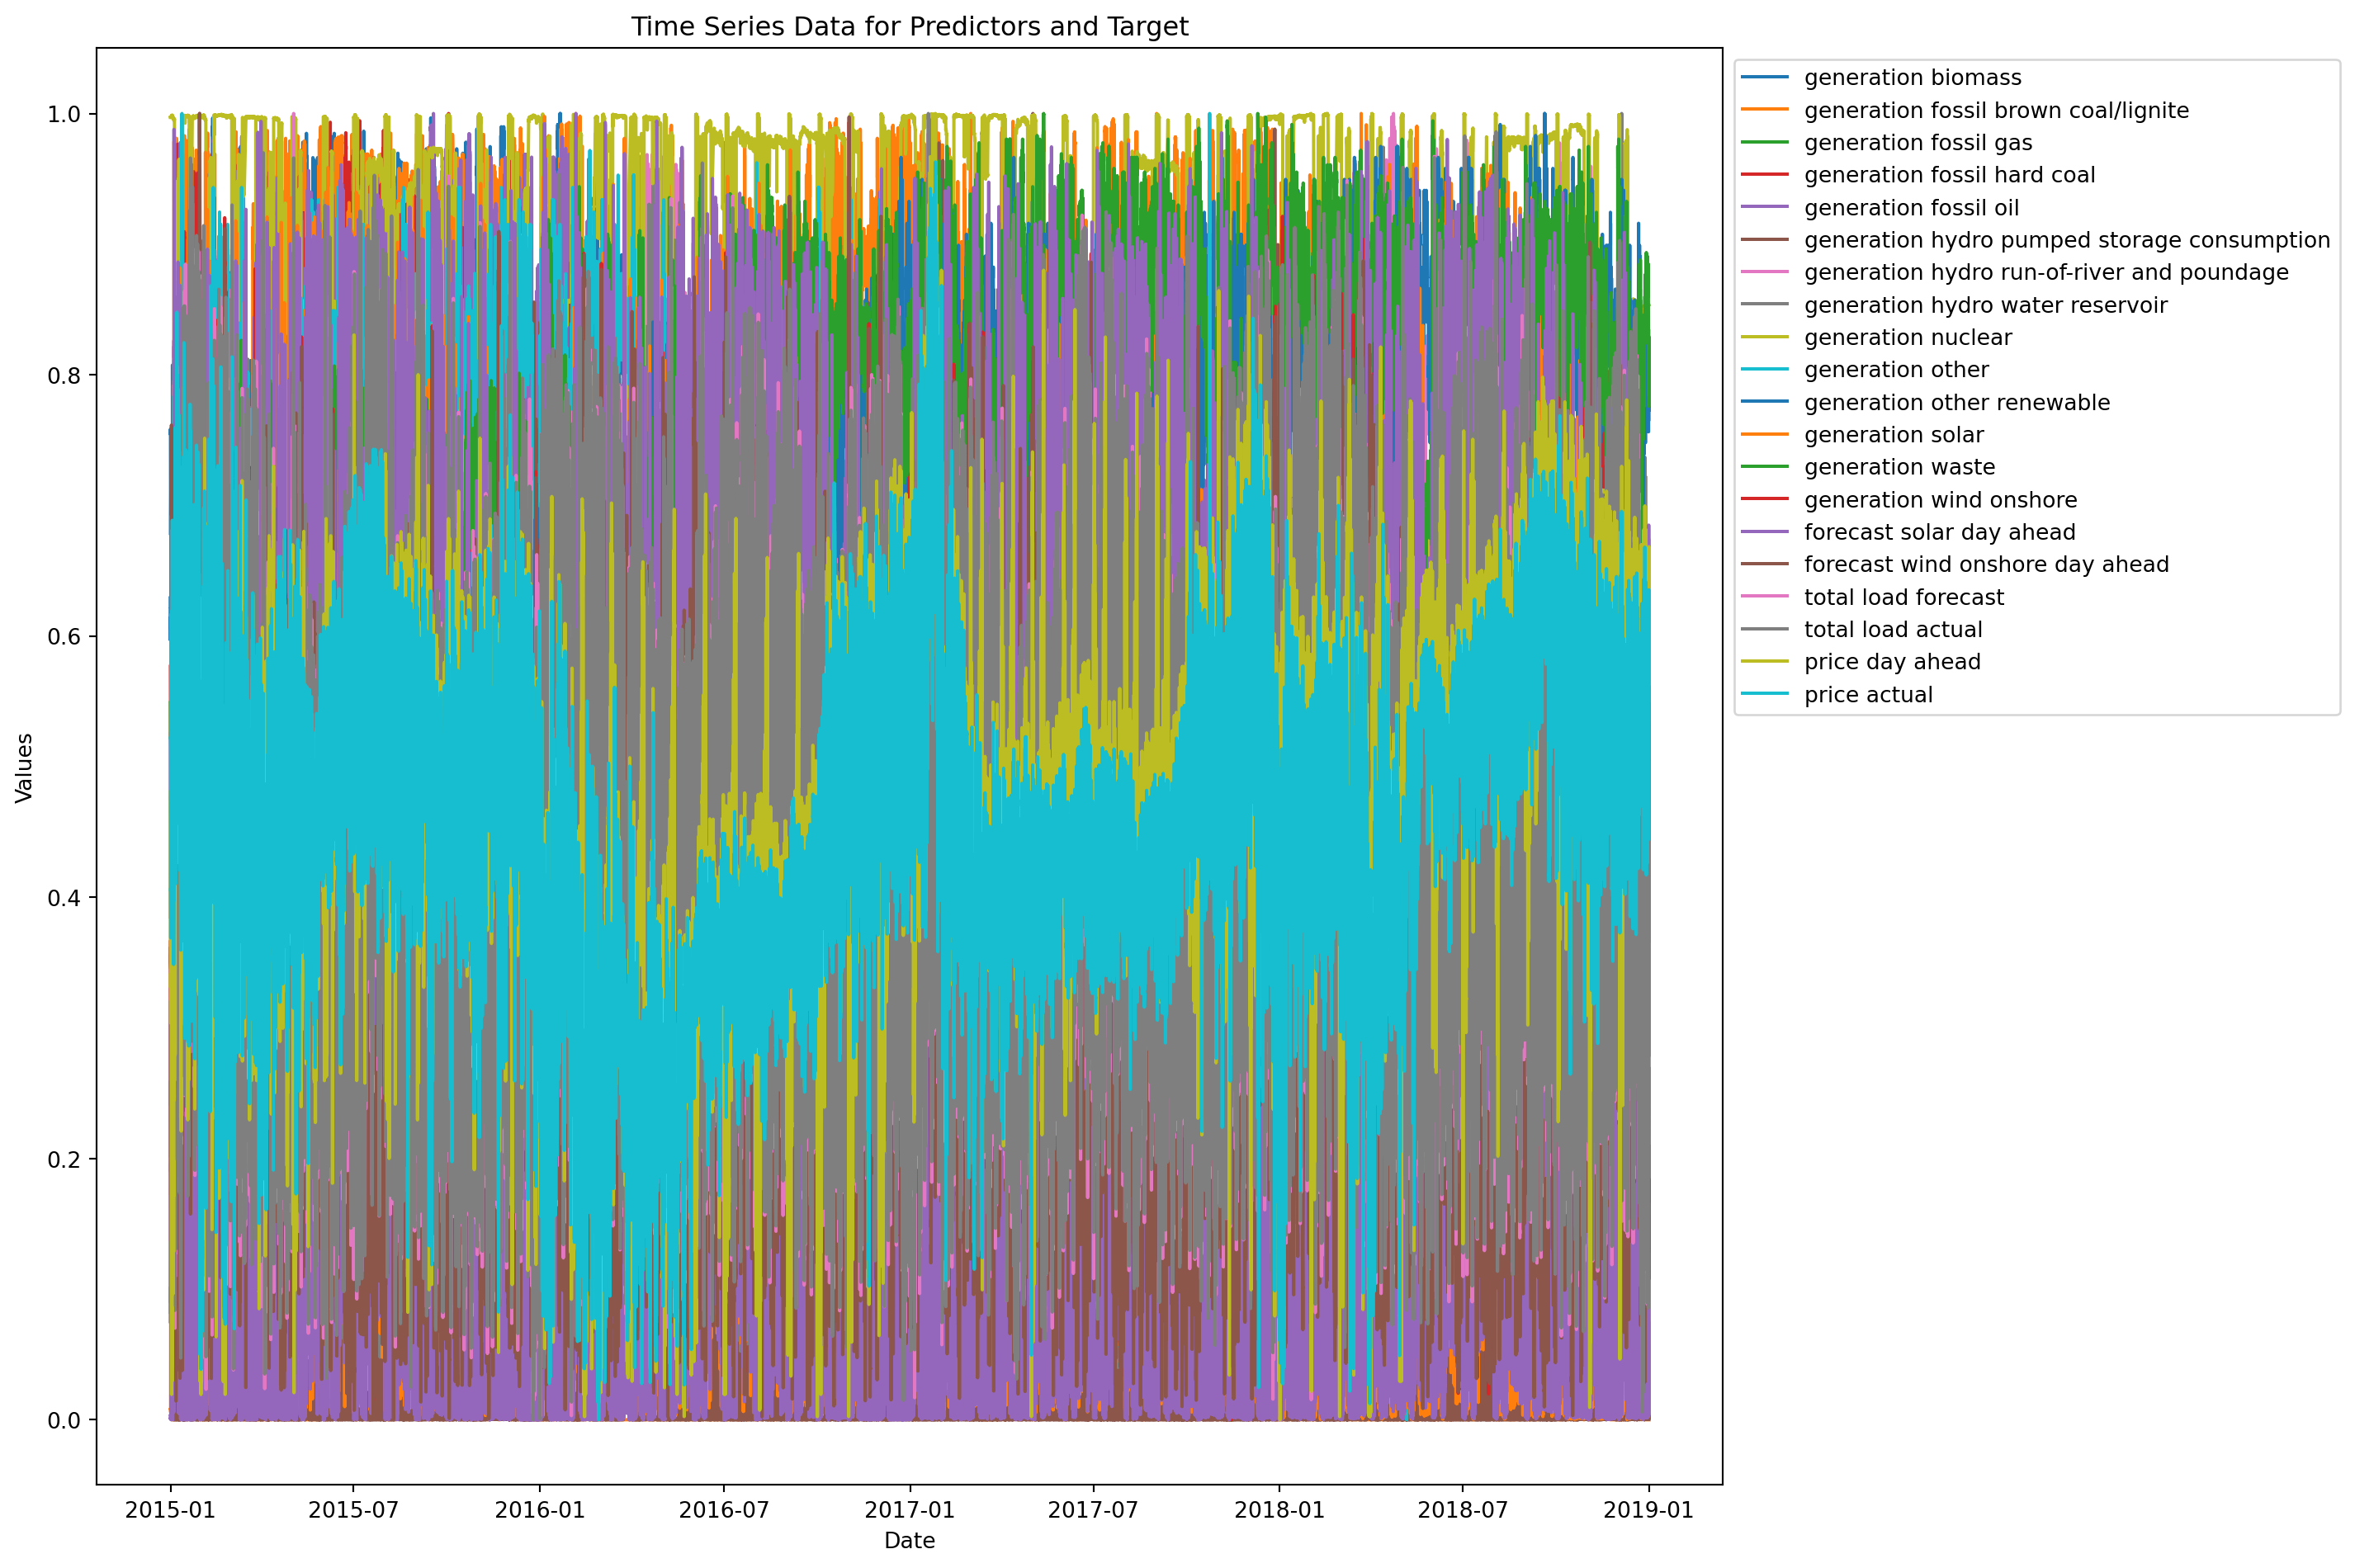 Time Series Data for Predictors and Target
1.0
0.8
0.6
0.4
0.2
0.0
Values
2015-01
2015-07
2016-01
2016-07
2017-01
2017-07
2018-01
2018-07
2019-01
Date
generation biomass
generation fossil brown coal/lignite
generation fossil gas
generation fossil hard coal
generation fossil oil
generation hydro pumped storage consumption
generation hydro run-of-river and poundage
generation hydro water reservoir
generation nuclear
generation other
generation other renewable
generation solar
generation waste
generation wind onshore
forecast solar day ahead
forecast wind onshore day ahead
total load forecast
total load actual
price day ahead
price actual